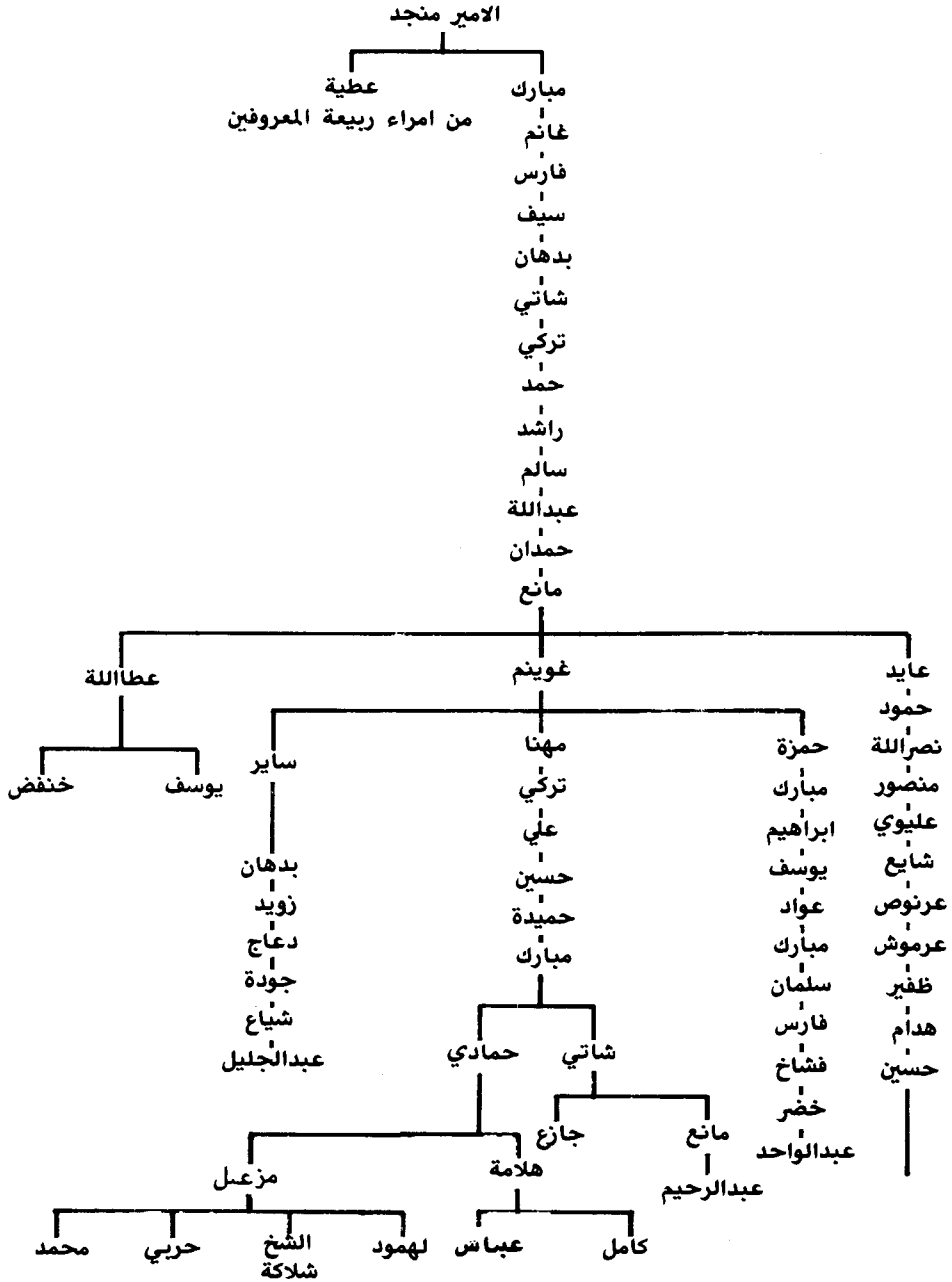 الامير منجد
مبارك
عطية
من امراء ربيعة المعروفين
غانم
فارس
سيف
بدهان
شاتي
تركي
حمد
راشد
سالم
عبداللة
حمدان
مانع
عايد
غوينم
عطااللة
حمود
نصراللة
منصور
عليوي
شايع
عرنوص
عرموش
ظفير
هدام
حسين
حمزة
مبارك
ابراهيم
يوسف
عواد
مبارك
سلمان
فارس
فشاخ
خضر
عبدالواحد
مهنا
تركي
علي
حسين
حميدة
مبارك
ساير
بدهان
زويد
دعاج
جودة
شياع
عبدالجليل
يوسف
خنفض
شاتي
حمادي
مانع
جازع
عبدالرحيم
هلامة
مزعل
كامل
عباس
لهمود
الشخ
شلاكة
حربي
محمد